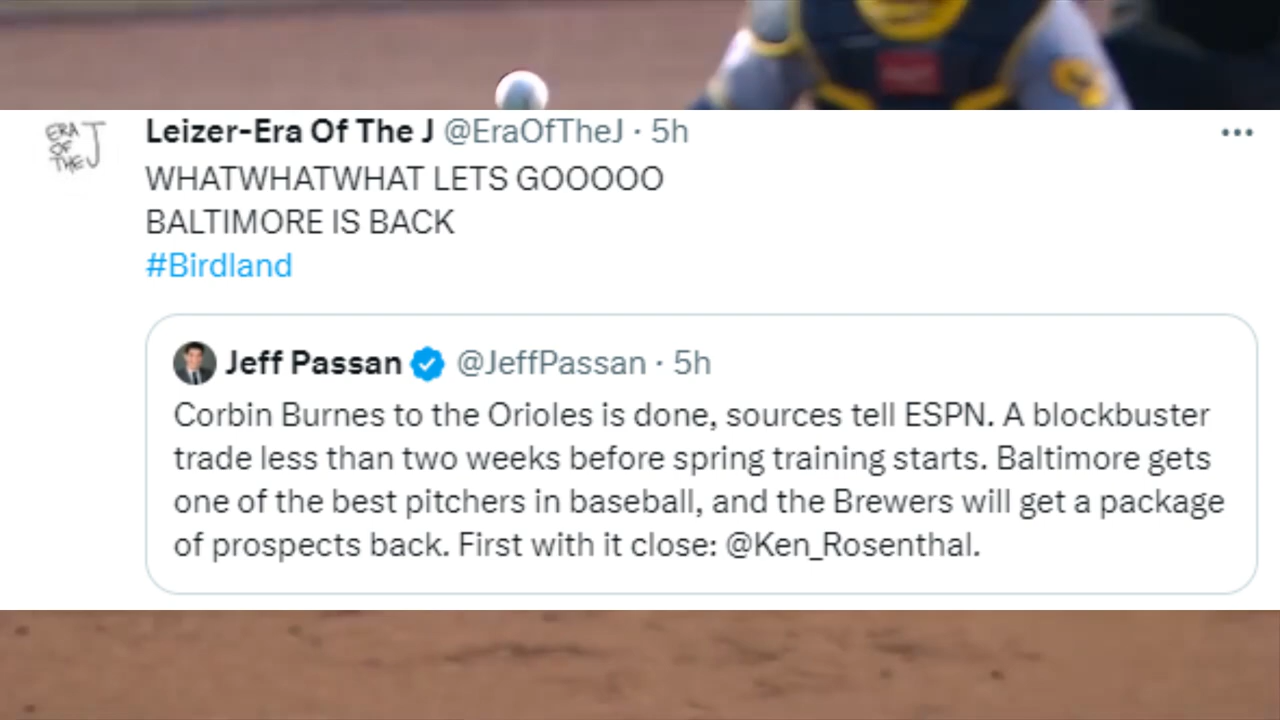 ERA
OF
THE J
Leizer-Era Of The J @EraOfTheJ · 5h
WHATWHATWHAT LETS GOOOOO
BALTIMORE IS BACK
#Birdland
Jeff Passan @JeffPassan · 5h
Corbin Burnes to the Orioles is done, sources tell ESPN. A blockbuster
trade less than two weeks before spring training starts. Baltimore gets
one of the best pitchers in baseball, and the Brewers will get a package
of prospects back. First with it close: @Ken_Rosenthal.